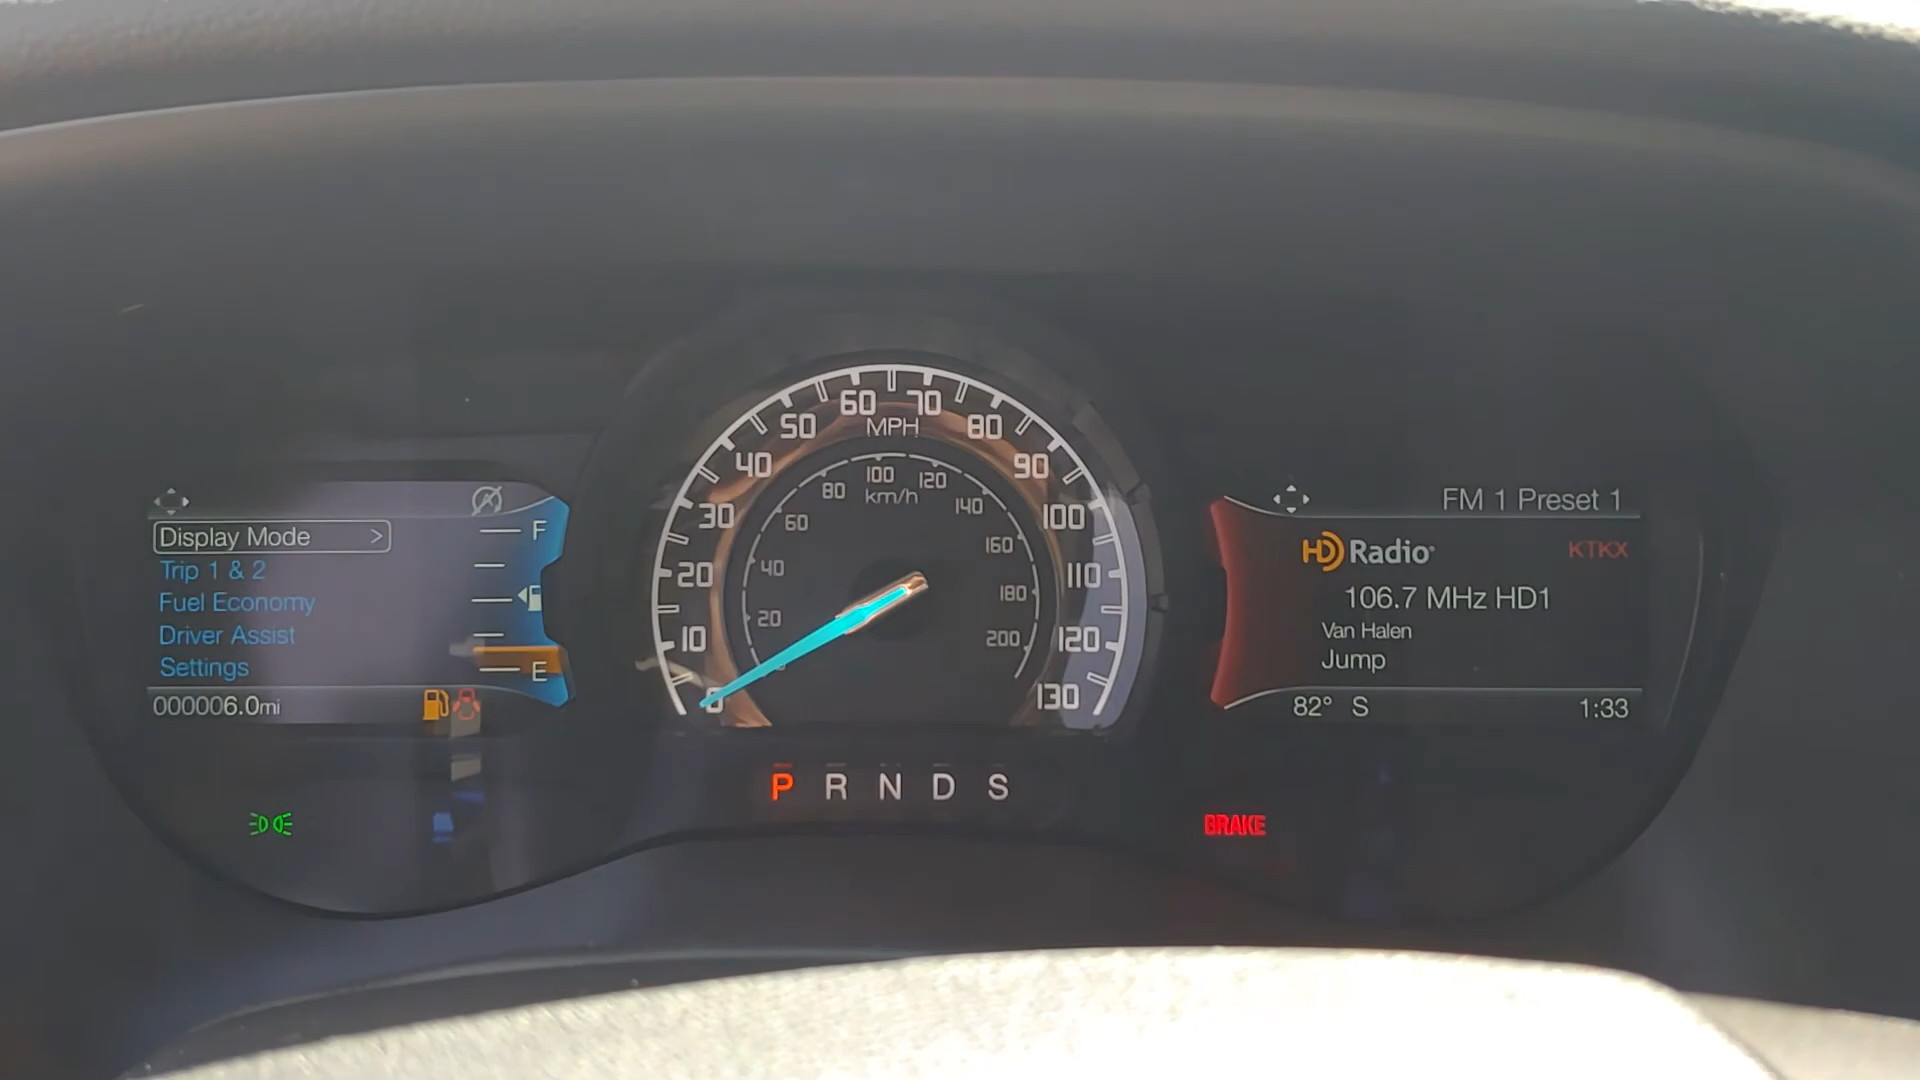 Display Mode >
Trip 1 & 2
Fuel Economy
Driver Assist
Settings
000006.0mi
F
E
0
10
20
30
40
50
60
70
80
90
100
110
120
130
MPH
20
40
60
80
100
120
140
160
180
200
km/h
P R N D S
FM 1 Preset 1
HD Radio
KTKX
106.7 MHz HD1
Van Halen
Jump
82° S
1:33
BRAKE